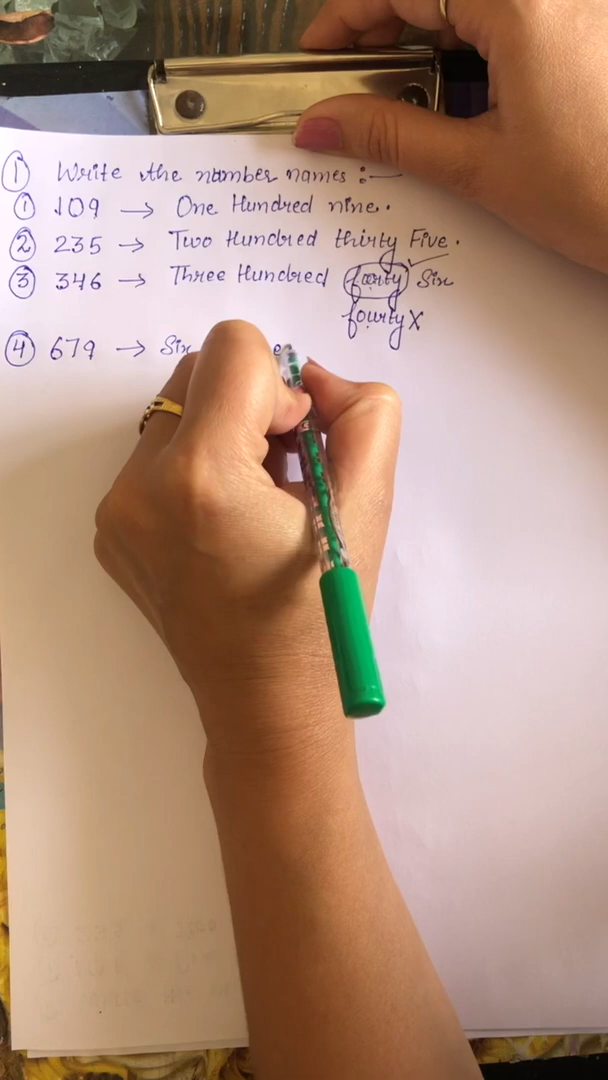 ① Write the number names :—
① 109 → One Hundred nine.
② 235 → Two Hundred thirty Five.
③ 346 → Three Hundred forty Six
fourty X
④ 679 → Six